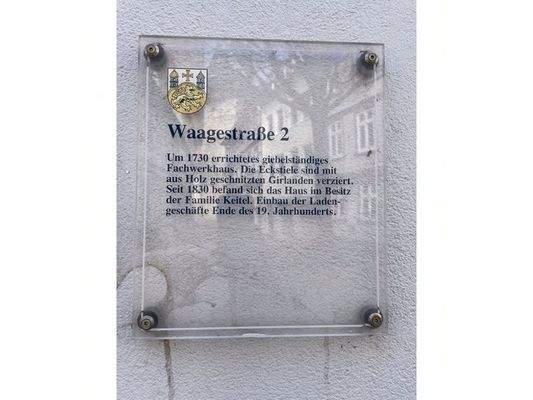 Waagestraße 2
Um 1730 errichtetes giebelständiges
Fachwerkhaus. Die Eckstiele sind mit
aus Holz geschnitzten Girlanden verziert.
Seit 1830 befand sich das Haus im Besitz
der Familie Keitel. Einbau der Laden-
geschäfte Ende des 19. Jahrhunderts.